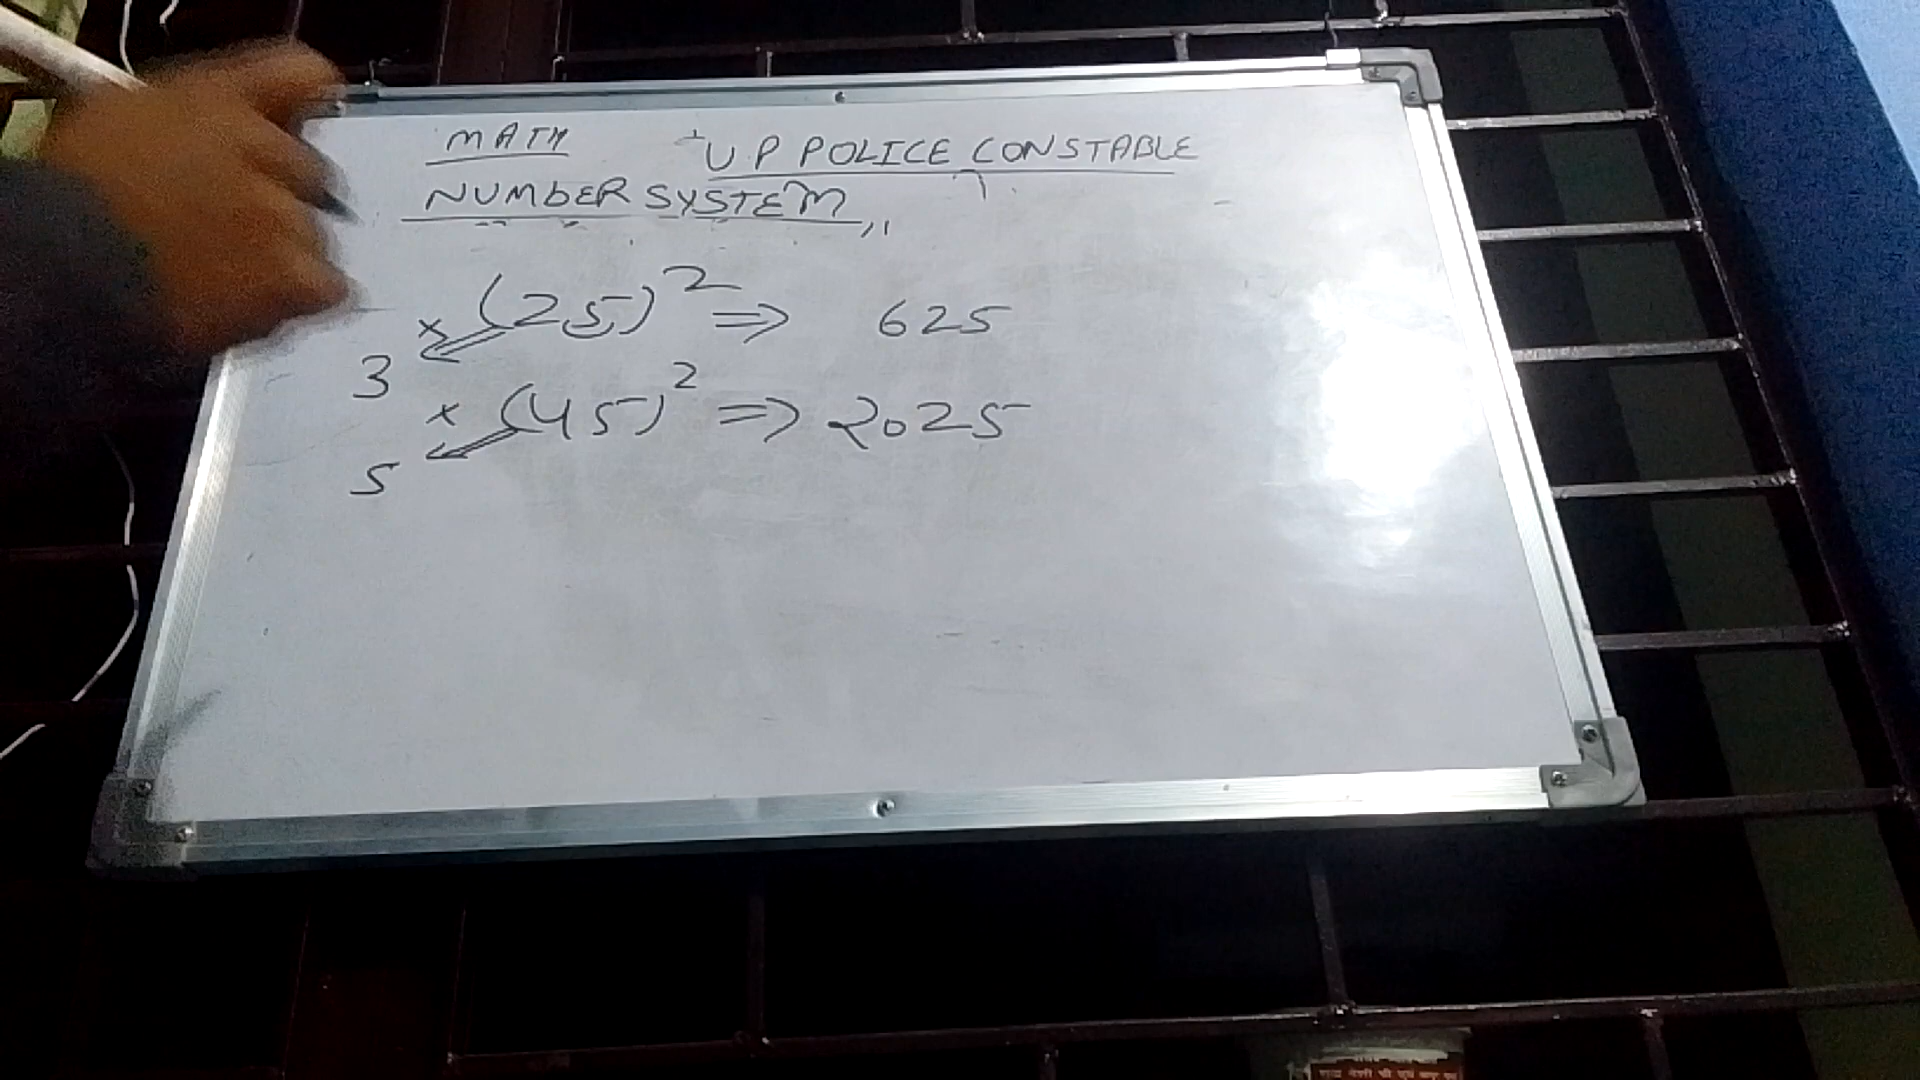 MATH UP POLICE CONSTABLE
NUMBER SYSTEM
× (25)² ⇒ 625
3
× (45)² ⇒ 2025
5